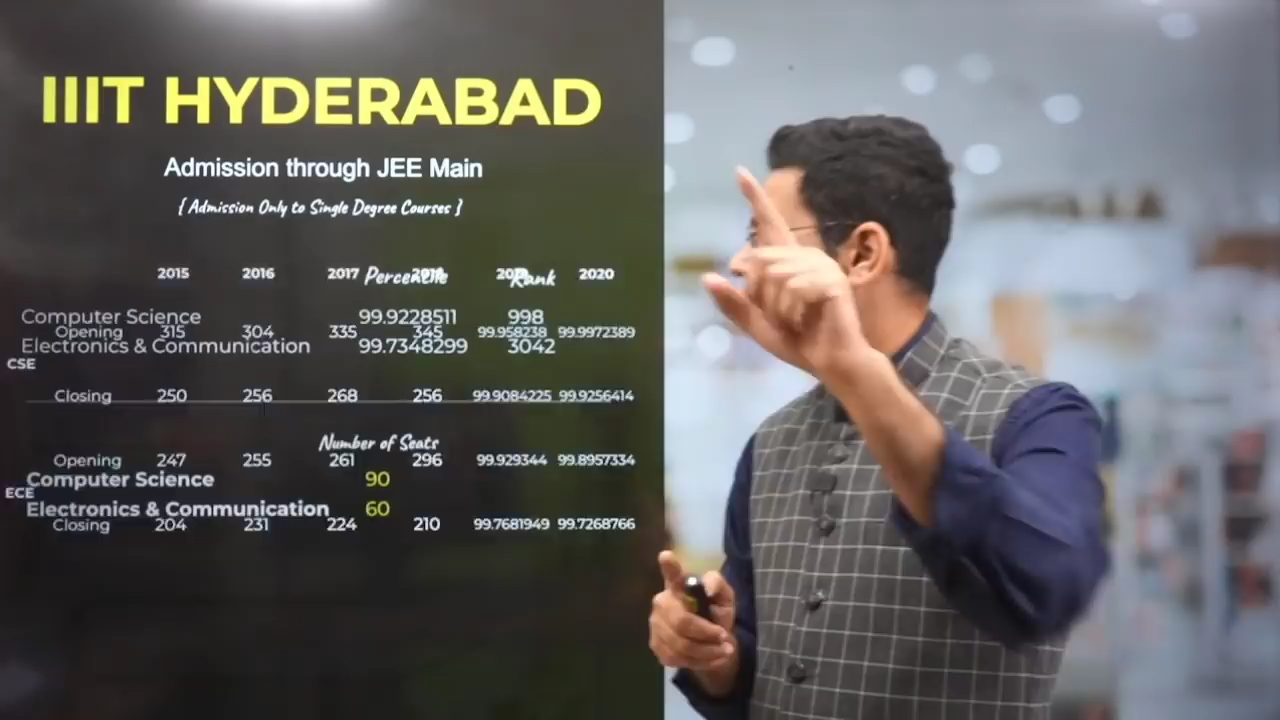 IIIT HYDERABAD
Admission through JEE Main
{ Admission Only to Single Degree Courses }
2015 2016 2017 2018 2020
Percentile Rank
Computer Science 99.9228511 998
Opening 315 304 335 345 99.958238 99.9972389
Electronics & Communication 99.7348299 3042
CSE
Closing 250 256 268 256 99.9084225 99.9256414
Number of Seats
Opening 247 255 261 296 99.929344 99.8957334
Computer Science 90
ECE
Electronics & Communication 60
Closing 204 231 224 210 99.7681949 99.7268766